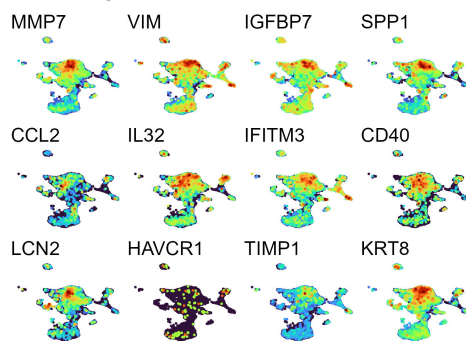 MMP7 VIM IGFBP7 SPP1
CCL2 IL32 IFITM3 CD40
LCN2 HAVCR1 TIMP1 KRT8